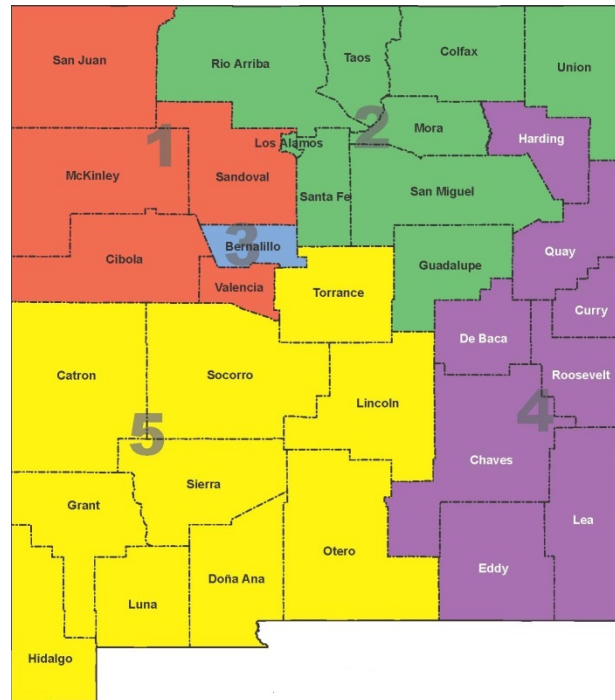 San Juan
Rio Arriba
Taos
Colfax
Union
1
2
Mora
Harding
Los Alamos
McKinley
Sandoval
Santa Fe
San Miguel
3
Bernalillo
Quay
Cibola
Guadalupe
Valencia
Torrance
Curry
De Baca
Catron
Socorro
Roosevelt
Lincoln
4
5
Chaves
Sierra
Grant
Lea
Otero
Doña Ana
Eddy
Luna
Hidalgo